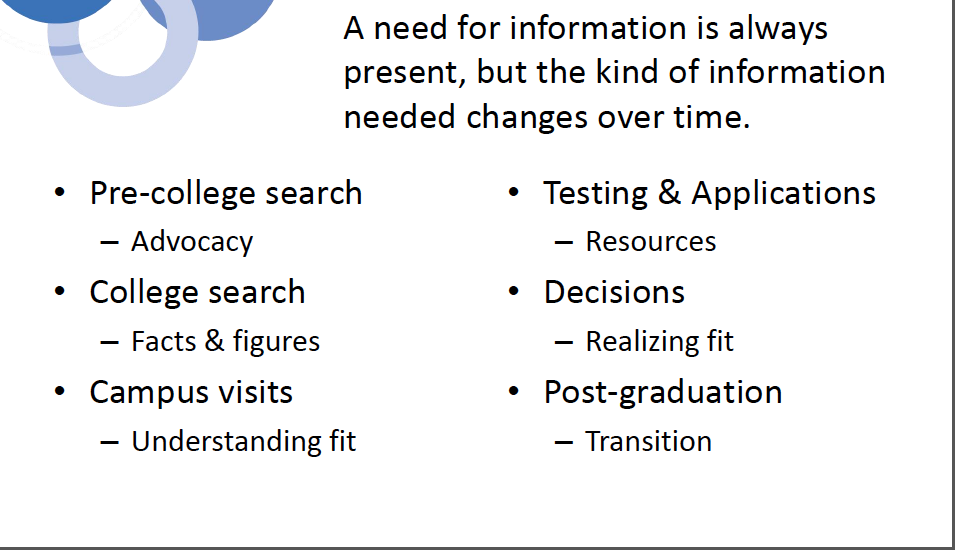 A need for information is always
present, but the kind of information
needed changes over time.
• Pre-college search
– Advocacy
• College search
– Facts & figures
• Campus visits
– Understanding fit
• Testing & Applications
– Resources
• Decisions
– Realizing fit
• Post-graduation
– Transition